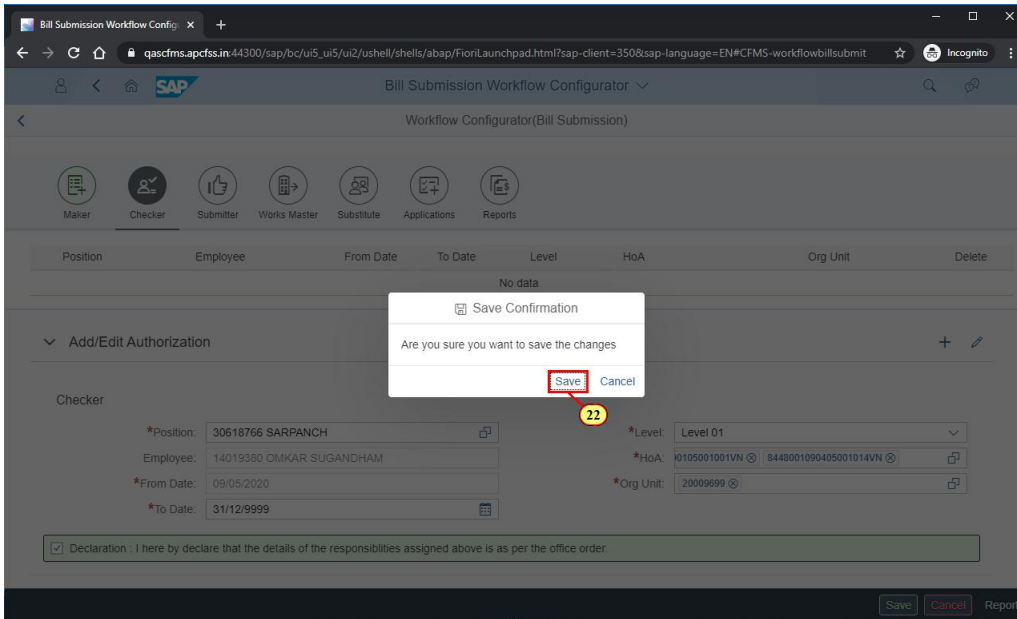 Bill Submission Workflow Config
qascfms.apcfss.in:44300/sap/bc/ui5_ui5/ui2/ushell/shells/abap/FioriLaunchpad.html?sap-client=350&sap-language=EN#CFMS-workflowbillsubmit Incognito
SAP Bill Submission Workflow Configurator
Workflow Configurator(Bill Submission)
Maker Checker Submitter Works Master Substitute Applications Reports
Position Employee From Date To Date Level HoA Org Unit Delete
No data
Save Confirmation
Add/Edit Authorization
Are you sure you want to save the changes
Save Cancel
22
Checker
*Position: 30618766 SARPANCH *Level: Level 01
Employee: 14019380 OMKAR SUGANDHAM *HoA: 00105001001VN 8448001090405001014VN
*From Date: 09/05/2020 *Org Unit: 20009699
*To Date: 31/12/9999
Declaration : I here by declare that the details of the responsiblities assigned above is as per the office order.
Save Cancel Report